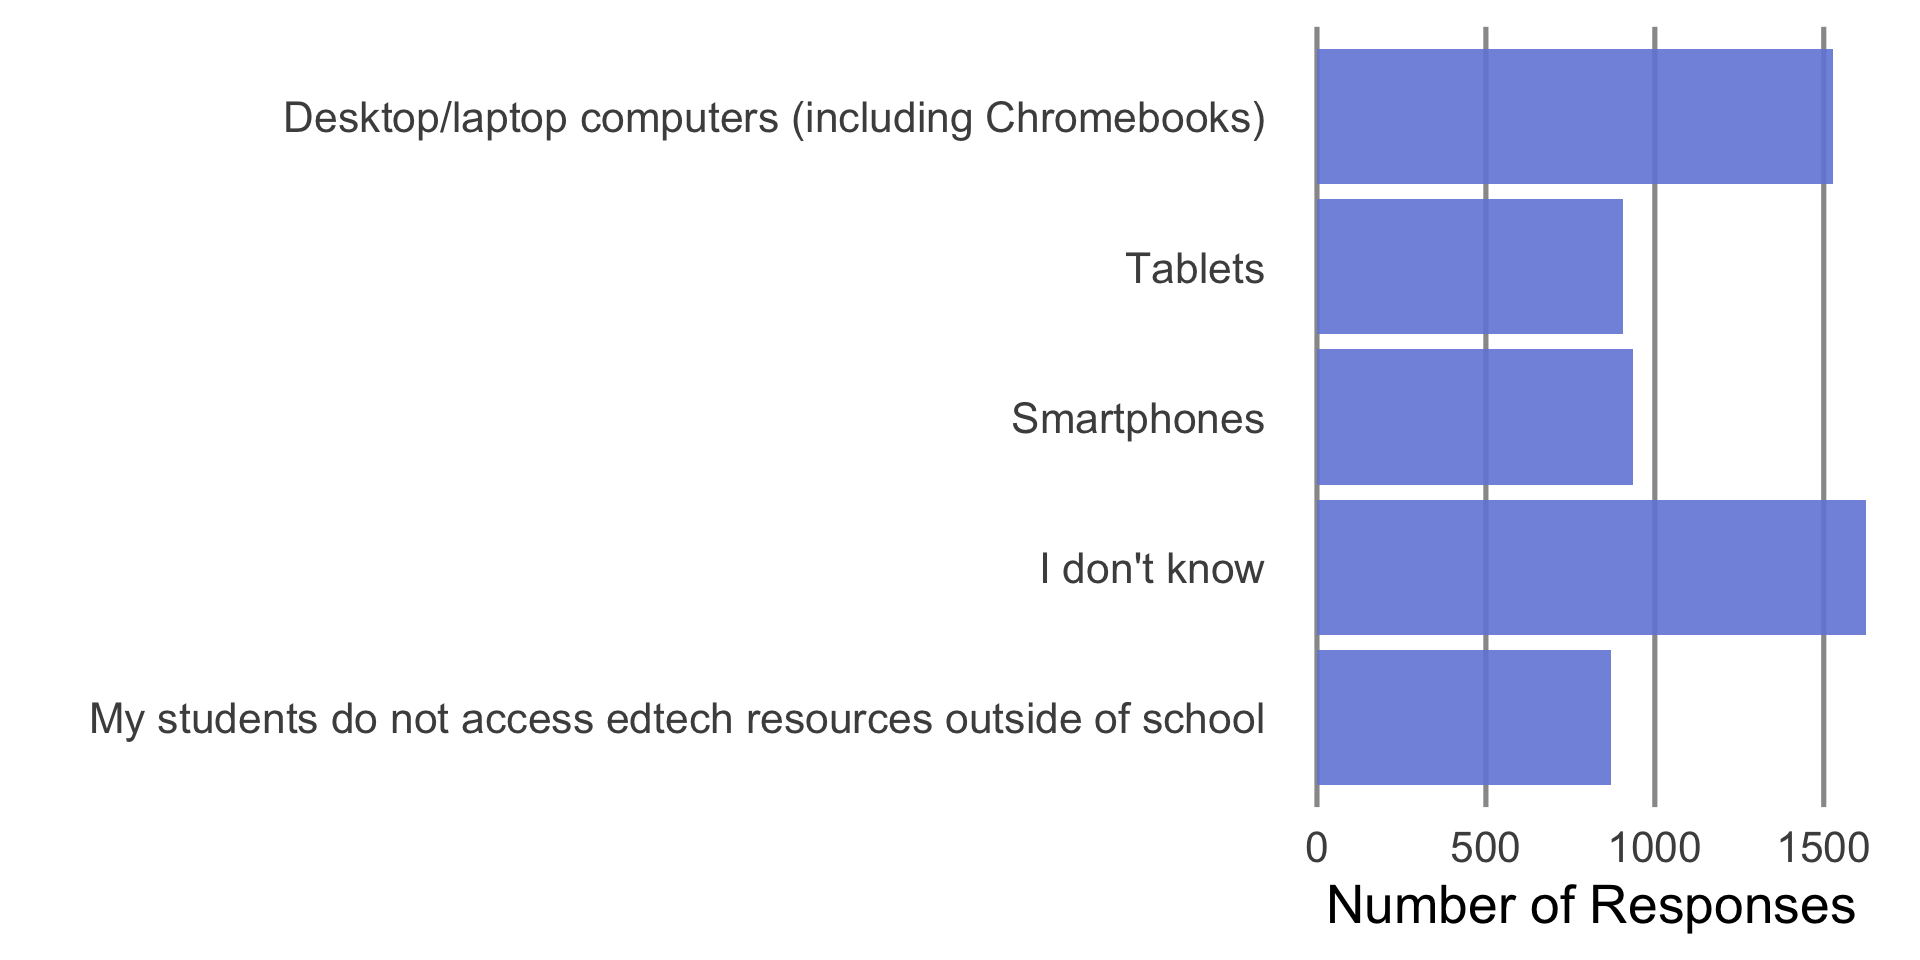 Desktop/laptop computers (including Chromebooks)
Tablets
Smartphones
I don't know
My students do not access edtech resources outside of school
0 500 1000 1500
Number of Responses